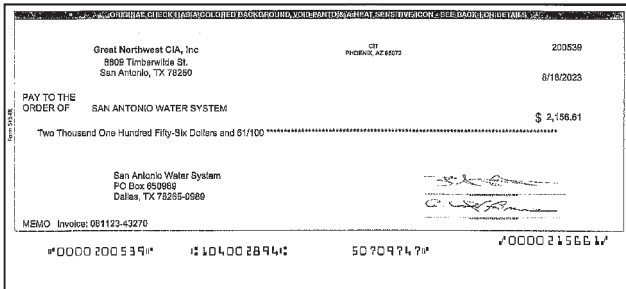 ORIGINAL CHECK HAS A COLORED BACKGROUND, VOID PANTOGRAPH, HEAT SENSITIVE ICON - SEE BACK FOR DETAILS
Great Northwest CIA, Inc
8809 Timberwilde St.
San Antonio, TX 78250
CIT
PHOENIX, AZ 85072
200539
8/18/2023
PAY TO THE
ORDER OF SAN ANTONIO WATER SYSTEM
$ 2,156.61
Two Thousand One Hundred Fifty-Six Dollars and 61/100
San Antonio Water System
PO Box 650989
Dallas, TX 75265-0989
MEMO Invoice: 081123-43270
⑈0000200539⑈ ⑆104002894⑆ 50709747⑈ ⑇0000215661⑇